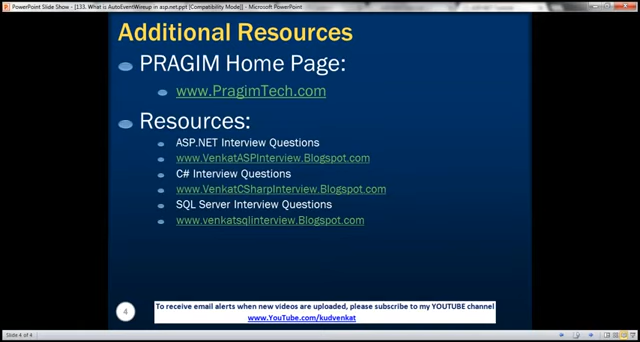 PowerPoint Slide Show - [133. What is AutoEventWireup in asp.net.ppt [Compatibility Mode]] - Microsoft PowerPoint
Additional Resources
PRAGIM Home Page:
www.PragimTech.com
Resources:
ASP.NET Interview Questions
www.VenkatASPInterview.Blogspot.com
C# Interview Questions
www.VenkatCSharpInterview.Blogspot.com
SQL Server Interview Questions
www.venkatsqlinterview.Blogspot.com
4
To receive email alerts when new videos are uploaded, please subscribe to my YOUTUBE channel
www.YouTube.com/kudvenkat
Slide 4 of 4